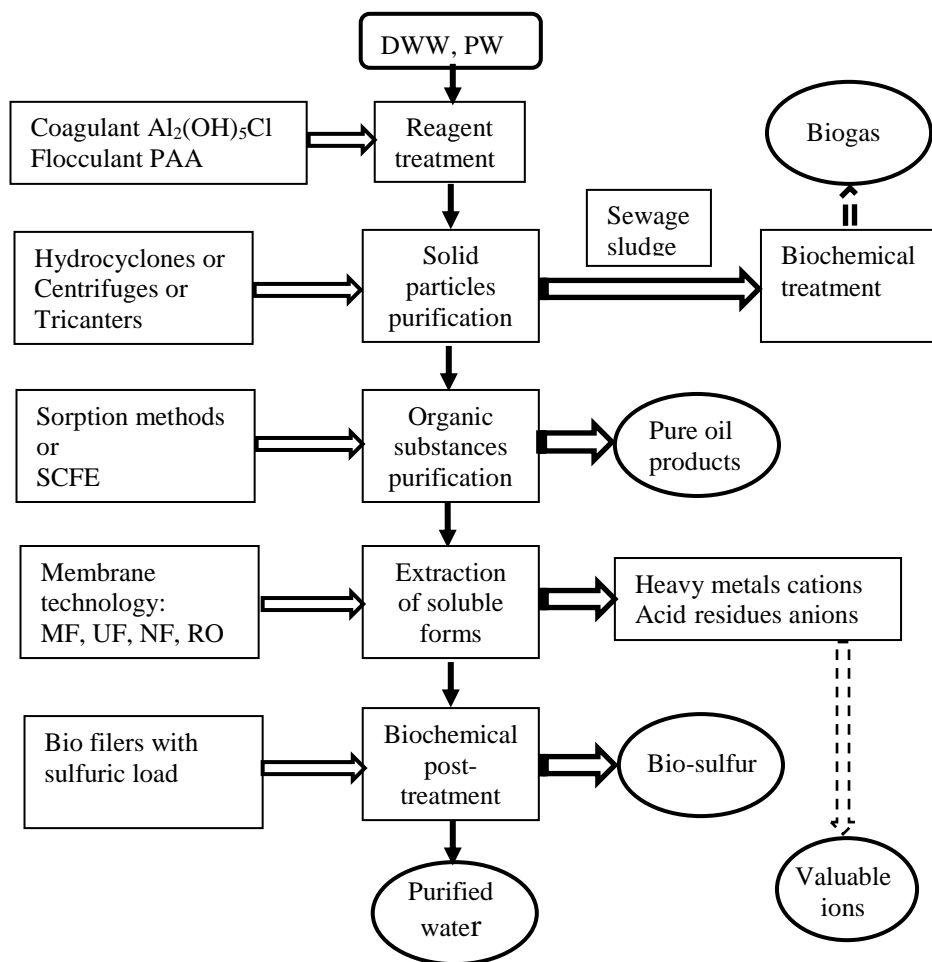 DWW, PW
Coagulant Al₂(OH)₅Cl
Flocculant PAA
Reagent
treatment
Biogas
Sewage
sludge
Hydrocyclones or
Centrifuges or
Tricanters
Solid
particles
purification
Biochemical
treatment
Sorption methods
or
SCFE
Organic
substances
purification
Pure oil
products
Membrane
technology:
MF, UF, NF, RO
Extraction
of soluble
forms
Heavy metals cations
Acid residues anions
Bio filers with
sulfuric load
Biochemical
post-
treatment
Bio-sulfur
Purified
water
Valuable
ions